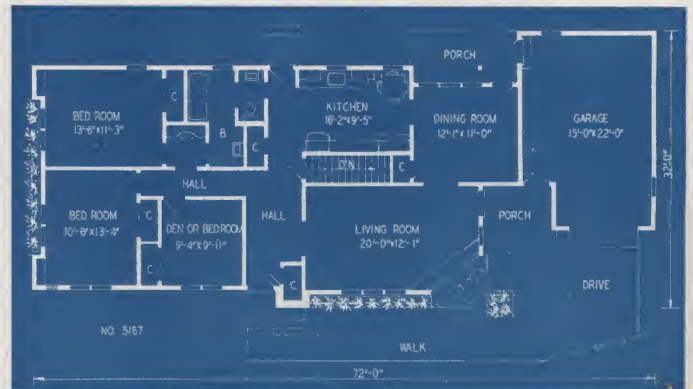 PORCH
BED ROOM
13'-6"X11'-3"
C
B
C
KITCHEN
16'-2"X9'-5"
DINING ROOM
12'-1"X11'-0"
GARAGE
15'-0"X22'-0"
32'-0"
DN
C
HALL
BED ROOM
10'-8"X13'-4"
C
DEN OR BEDROOM
9'-4"X9'-11"
C
HALL
LIVING ROOM
20'-0"X12'-1"
PORCH
C
DRIVE
NO. 5187
WALK
72'-0"